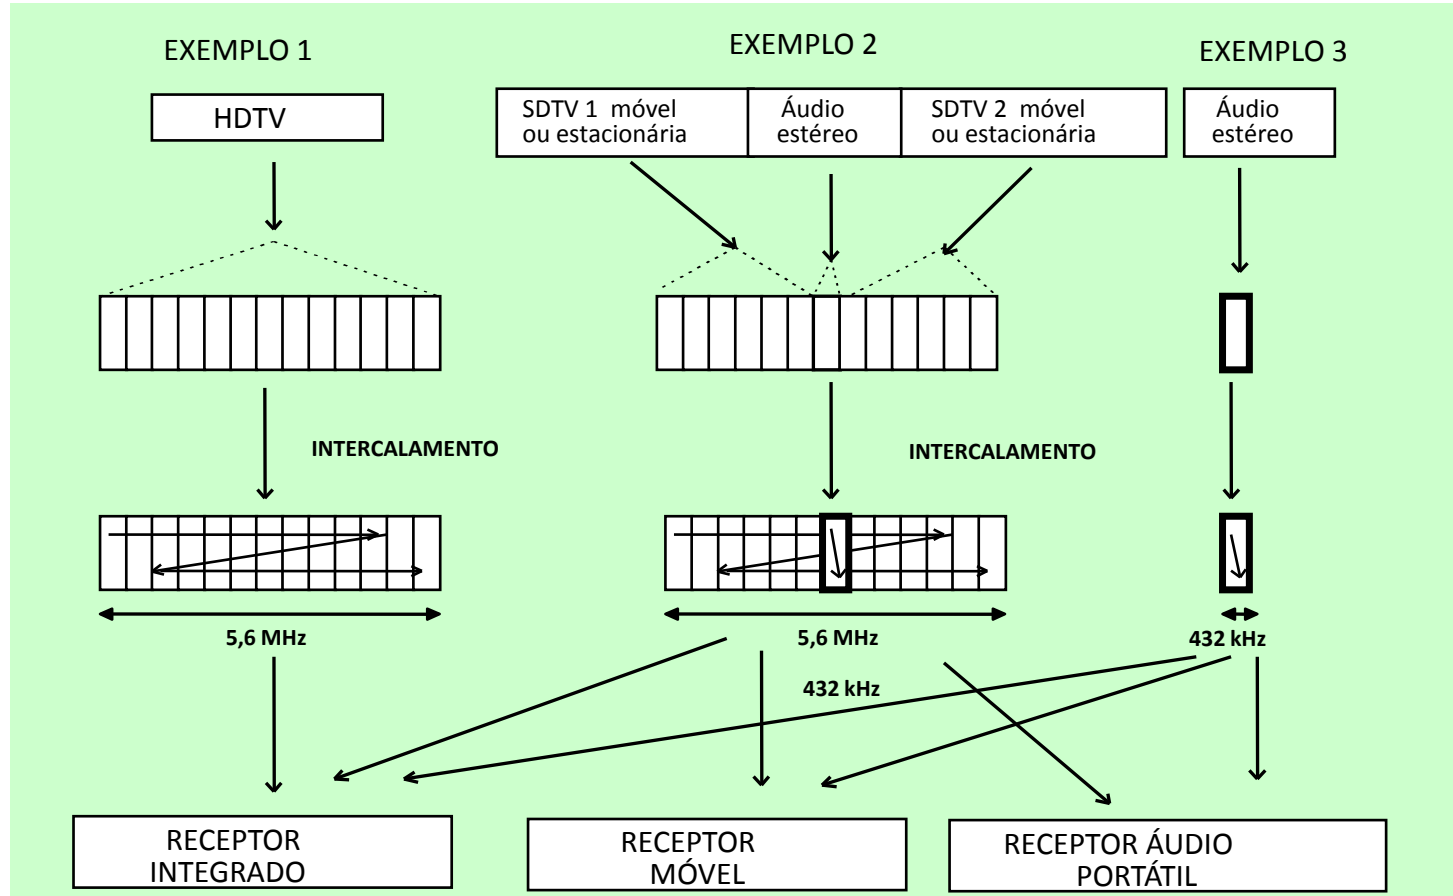 EXEMPLO 1
EXEMPLO 2
EXEMPLO 3
HDTV
SDTV 1 móvel
ou estacionária
Áudio
estéreo
SDTV 2 móvel
ou estacionária
Áudio
estéreo
INTERCALAMENTO
INTERCALAMENTO
5,6 MHz
5,6 MHz
432 kHz
432 kHz
RECEPTOR
INTEGRADO
RECEPTOR
MÓVEL
RECEPTOR ÁUDIO
PORTÁTIL